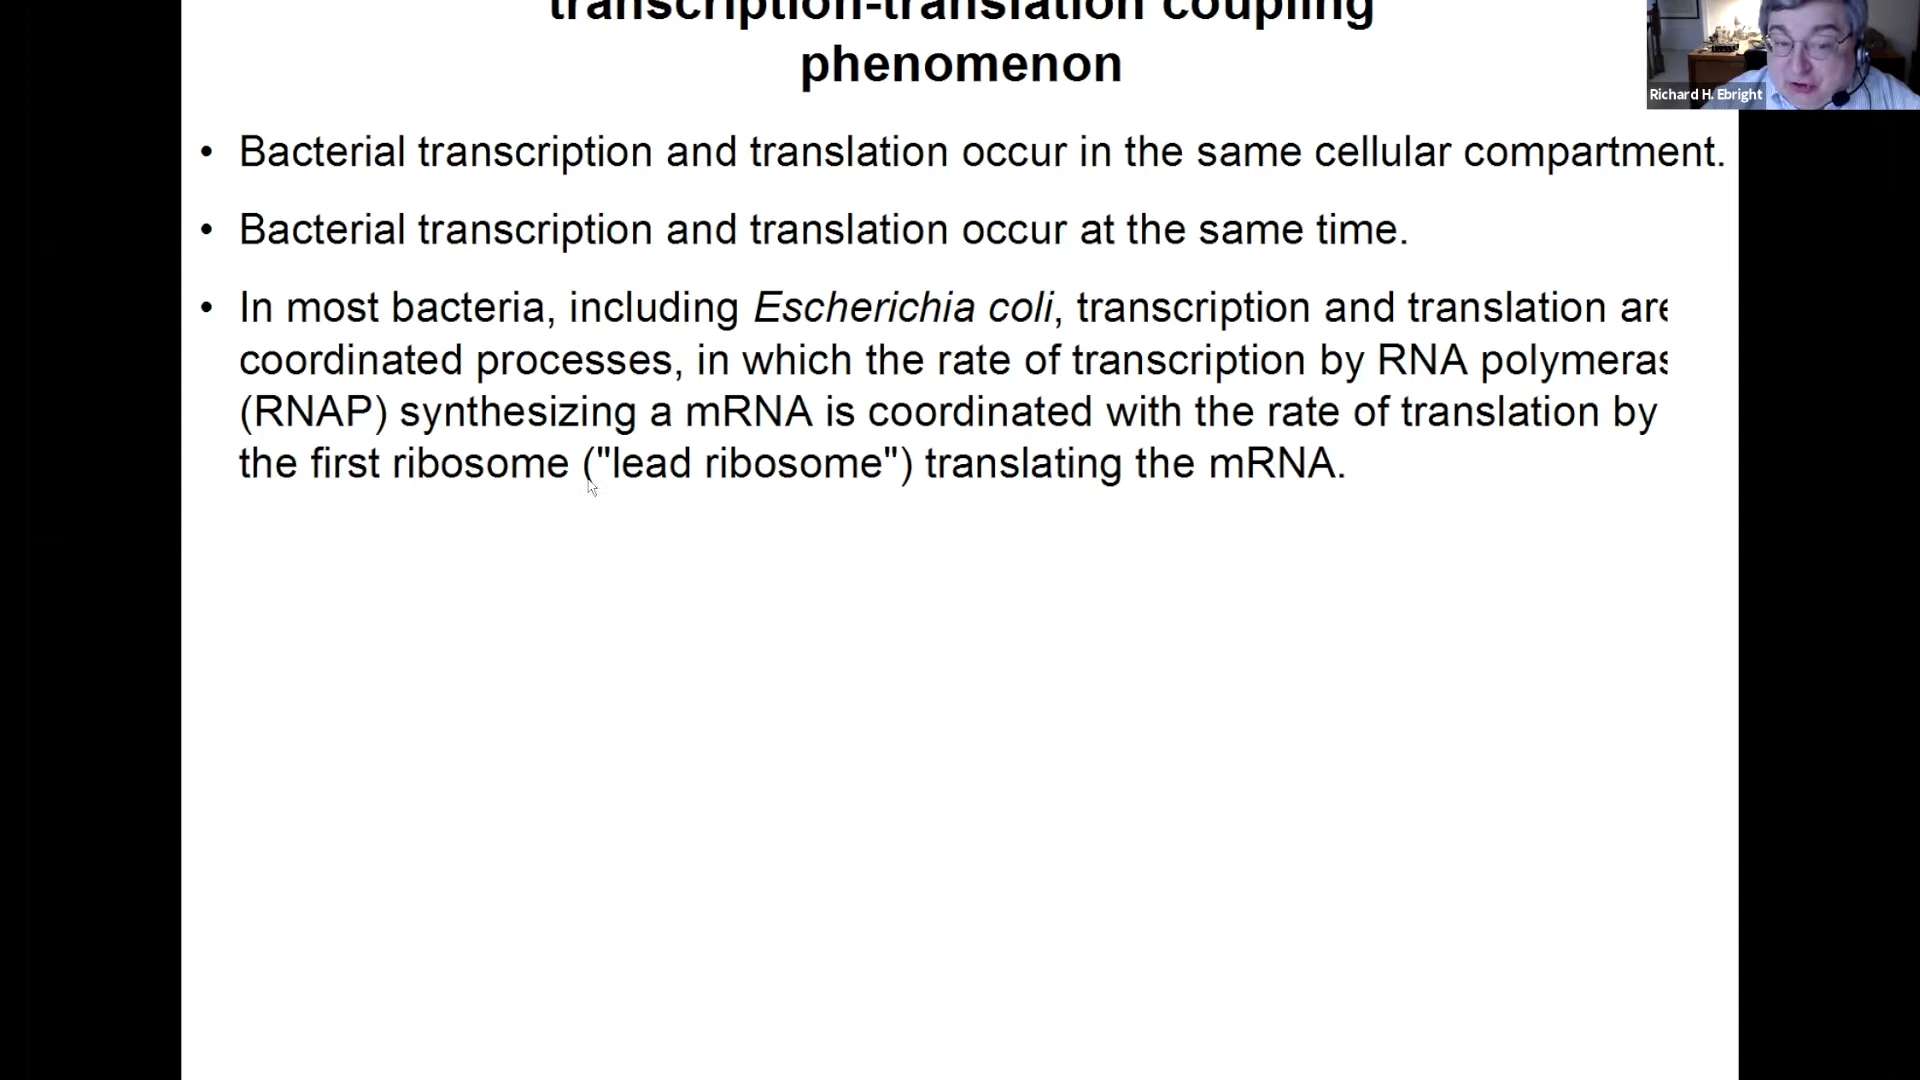 transcription-translation coupling
phenomenon
Richard H. Ebright
• Bacterial transcription and translation occur in the same cellular compartment.
• Bacterial transcription and translation occur at the same time.
• In most bacteria, including Escherichia coli, transcription and translation are
coordinated processes, in which the rate of transcription by RNA polymeras
(RNAP) synthesizing a mRNA is coordinated with the rate of translation by
the first ribosome ("lead ribosome") translating the mRNA.